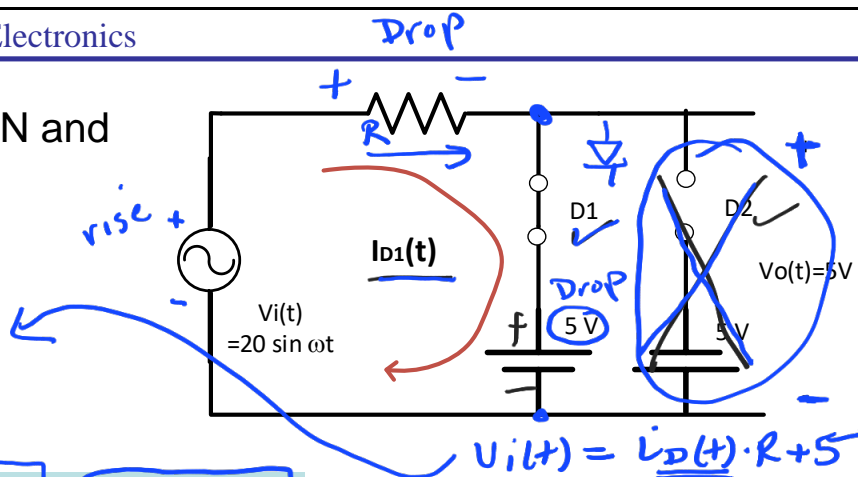 Electronics
Drop
+ −
N and
R
rise +
-
D1
D2
+
ID1(t)
Vo(t)=5V
Drop
Vi(t)
=20 sin ωt
+ 5 V
5 V
−
-
Vi(t) = iD(t)·R+5